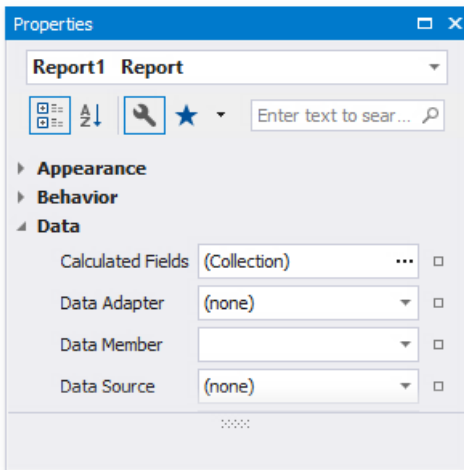 Properties
Report1 Report
Enter text to sear...
Appearance
Behavior
Data
Calculated Fields (Collection)
Data Adapter (none)
Data Member
Data Source (none)